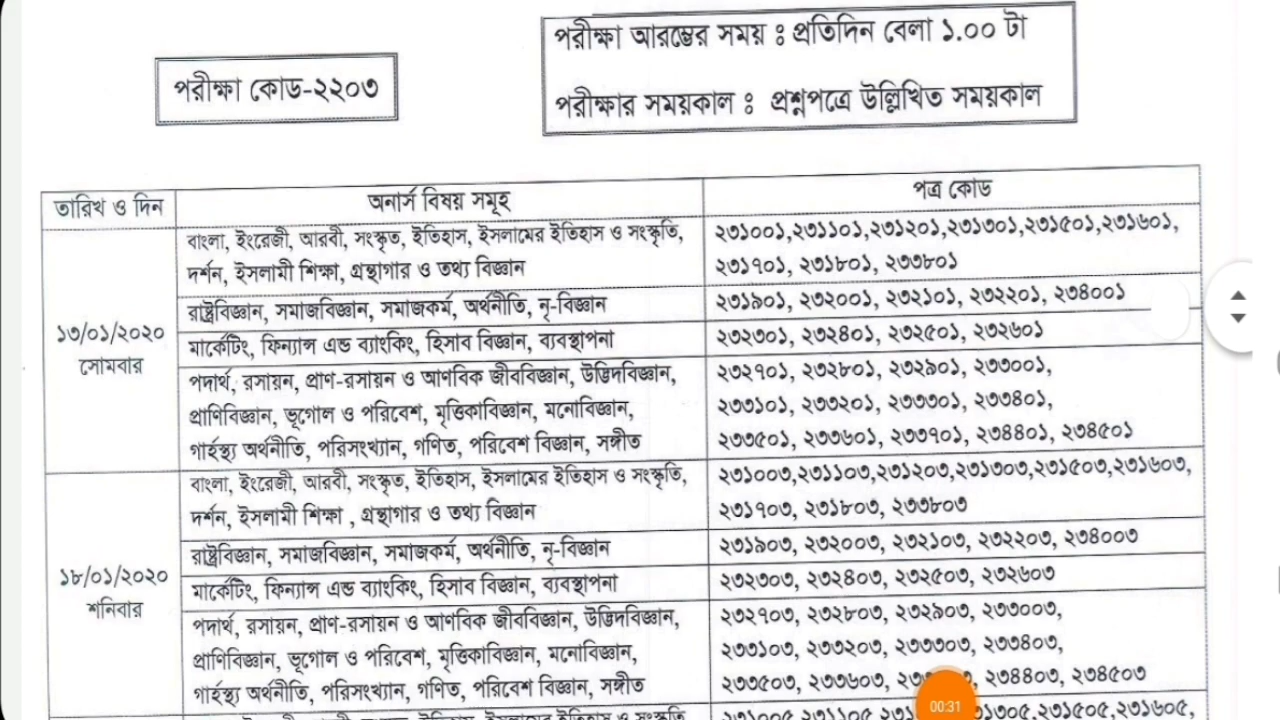 পরীক্ষা আরম্ভের সময় ঃ প্রতিদিন বেলা ১.০০ টা
পরীক্ষা কোড-২২০৩
পরীক্ষার সময়কাল ঃ প্রশ্নপত্রে উল্লিখিত সময়কাল
তারিখ ও দিন অনার্স বিষয় সমূহ পত্র কোড
বাংলা, ইংরেজী, আরবী, সংস্কৃত, ইতিহাস, ইসলামের ইতিহাস ও সংস্কৃতি, ২৩১০০১,২৩১১০১,২৩১২০১,২৩১৩০১,২৩১৫০১,২৩১৬০১,
দর্শন, ইসলামী শিক্ষা, গ্রন্থাগার ও তথ্য বিজ্ঞান ২৩১৭০১, ২৩১৮০১, ২৩৩৮০১
রাষ্ট্রবিজ্ঞান, সমাজবিজ্ঞান, সমাজকর্ম, অর্থনীতি, নৃ-বিজ্ঞান ২৩১৯০১, ২৩২০০১, ২৩২১০১, ২৩২২০১, ২৩৪০০১
১৩/০১/২০২০
মার্কেটিং, ফিন্যান্স এন্ড ব্যাংকিং, হিসাব বিজ্ঞান, ব্যবস্থাপনা ২৩২৩০১, ২৩২৪০১, ২৩২৫০১, ২৩২৬০১
সোমবার
পদার্থ, রসায়ন, প্রাণ-রসায়ন ও আণবিক জীববিজ্ঞান, উদ্ভিদবিজ্ঞান, ২৩২৭০১, ২৩২৮০১, ২৩২৯০১, ২৩৩০০১,
প্রাণিবিজ্ঞান, ভূগোল ও পরিবেশ, মৃত্তিকাবিজ্ঞান, মনোবিজ্ঞান, ২৩৩১০১, ২৩৩২০১, ২৩৩৩০১, ২৩৩৪০১,
গার্হস্থ্য অর্থনীতি, পরিসংখ্যান, গণিত, পরিবেশ বিজ্ঞান, সঙ্গীত ২৩৩৫০১, ২৩৩৬০১, ২৩৩৭০১, ২৩৪৪০১, ২৩৪৫০১
বাংলা, ইংরেজী, আরবী, সংস্কৃত, ইতিহাস, ইসলামের ইতিহাস ও সংস্কৃতি, ২৩১০০৩,২৩১১০৩,২৩১২০৩,২৩১৩০৩,২৩১৫০৩,২৩১৬০৩,
দর্শন, ইসলামী শিক্ষা , গ্রন্থাগার ও তথ্য বিজ্ঞান ২৩১৭০৩, ২৩১৮০৩, ২৩৩৮০৩
রাষ্ট্রবিজ্ঞান, সমাজবিজ্ঞান, সমাজকর্ম, অর্থনীতি, নৃ-বিজ্ঞান ২৩১৯০৩, ২৩২০০৩, ২৩২১০৩, ২৩২২০৩, ২৩৪০০৩
১৮/০১/২০২০
মার্কেটিং, ফিন্যান্স এন্ড ব্যাংকিং, হিসাব বিজ্ঞান, ব্যবস্থাপনা ২৩২৩০৩, ২৩২৪০৩, ২৩২৫০৩, ২৩২৬০৩
শনিবার
পদার্থ, রসায়ন, প্রাণ-রসায়ন ও আণবিক জীববিজ্ঞান, উদ্ভিদবিজ্ঞান, ২৩২৭০৩, ২৩২৮০৩, ২৩২৯০৩, ২৩৩০০৩,
প্রাণিবিজ্ঞান, ভূগোল ও পরিবেশ, মৃত্তিকাবিজ্ঞান, মনোবিজ্ঞান, ২৩৩১০৩, ২৩৩২০৩, ২৩৩৩০৩, ২৩৩৪০৩,
গার্হস্থ্য অর্থনীতি, পরিসংখ্যান, গণিত, পরিবেশ বিজ্ঞান, সঙ্গীত ২৩৩৫০৩, ২৩৩৬০৩, ২৩৪৪০৩, ২৩৪৫০৩
00:31